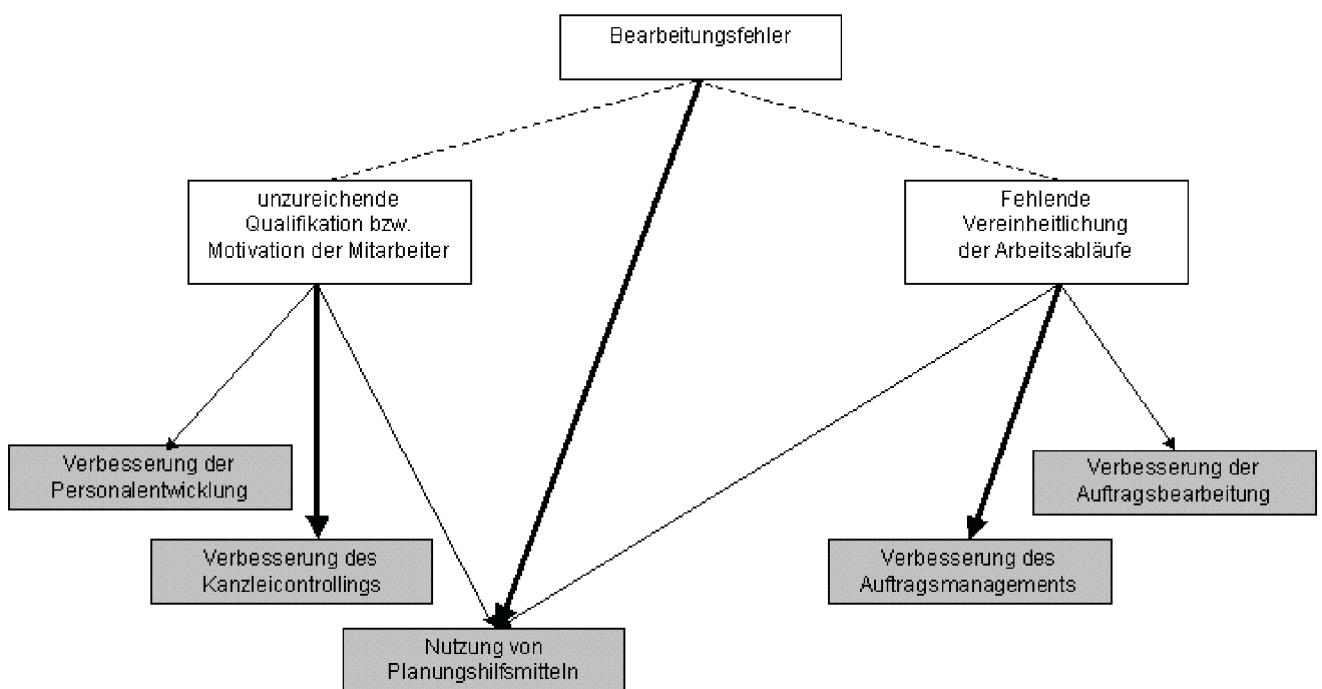 Bearbeitungsfehler
unzureichende
Qualifikation bzw.
Motivation der Mitarbeiter
Fehlende
Vereinheitlichung
der Arbeitsabläufe
Verbesserung der
Personalentwicklung
Verbesserung der
Auftragsbearbeitung
Verbesserung des
Kanzleicontrollings
Verbesserung des
Auftragsmanagements
Nutzung von
Planungshilfsmitteln